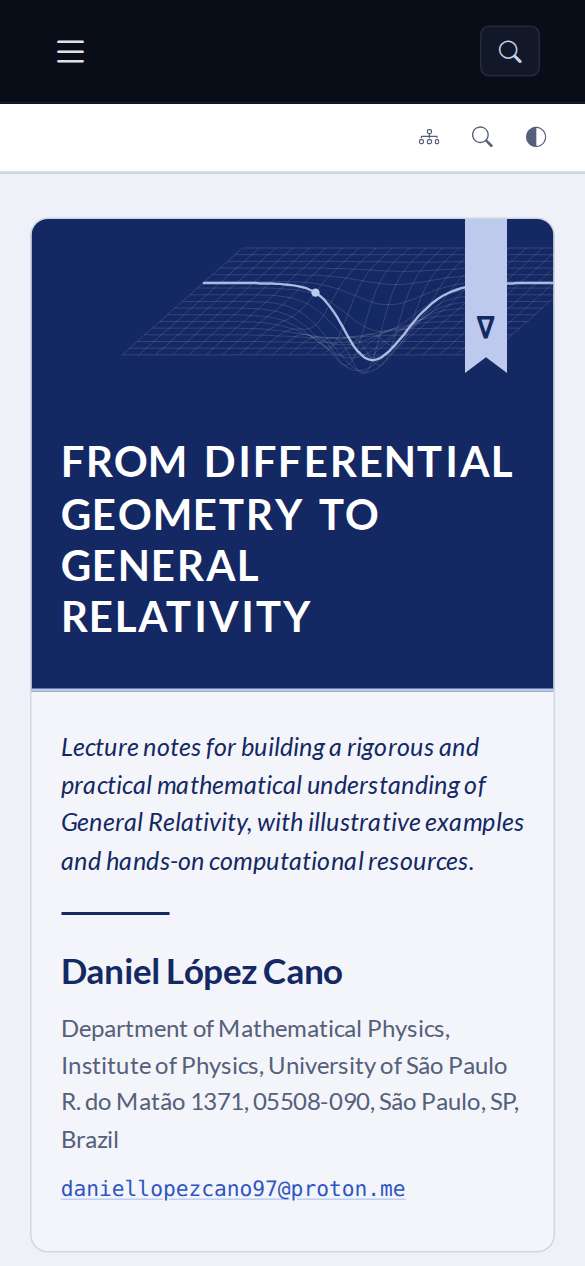 ∇
FROM DIFFERENTIAL
GEOMETRY TO
GENERAL
RELATIVITY
Lecture notes for building a rigorous and
practical mathematical understanding of
General Relativity, with illustrative examples
and hands-on computational resources.
Daniel López Cano
Department of Mathematical Physics,
Institute of Physics, University of São Paulo
R. do Matão 1371, 05508-090, São Paulo, SP,
Brazil
daniellopezcano97@proton.me